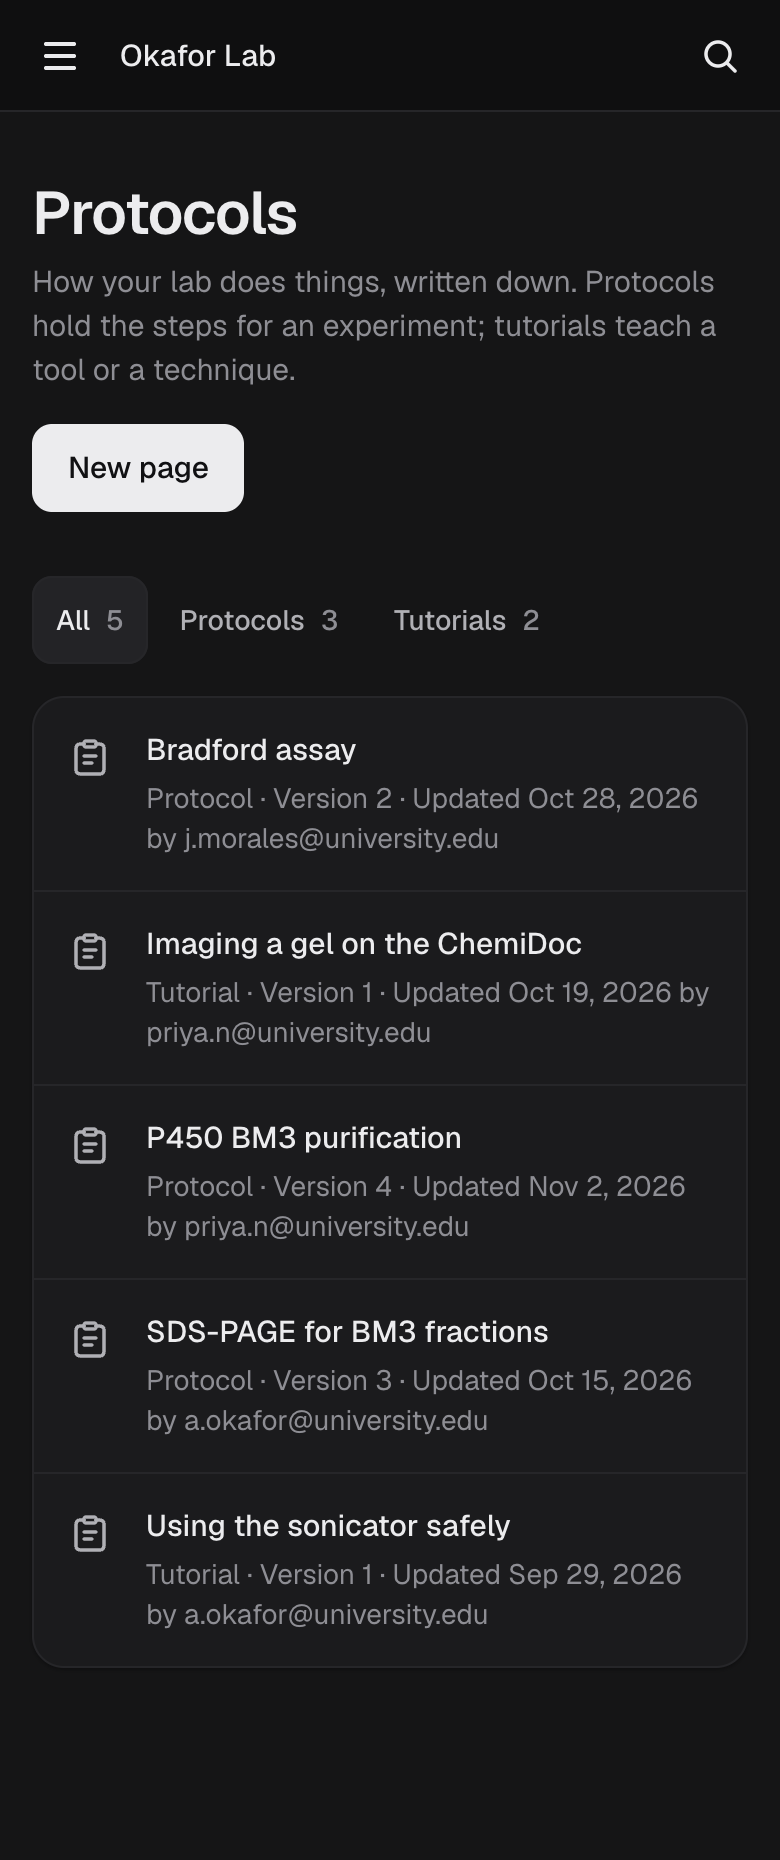 Okafor Lab
Protocols
How your lab does things, written down. Protocols
hold the steps for an experiment; tutorials teach a
tool or a technique.
New page
All 5 Protocols 3 Tutorials 2
Bradford assay
Protocol · Version 2 · Updated Oct 28, 2026
by j.morales@university.edu
Imaging a gel on the ChemiDoc
Tutorial · Version 1 · Updated Oct 19, 2026 by
priya.n@university.edu
P450 BM3 purification
Protocol · Version 4 · Updated Nov 2, 2026
by priya.n@university.edu
SDS-PAGE for BM3 fractions
Protocol · Version 3 · Updated Oct 15, 2026
by a.okafor@university.edu
Using the sonicator safely
Tutorial · Version 1 · Updated Sep 29, 2026
by a.okafor@university.edu